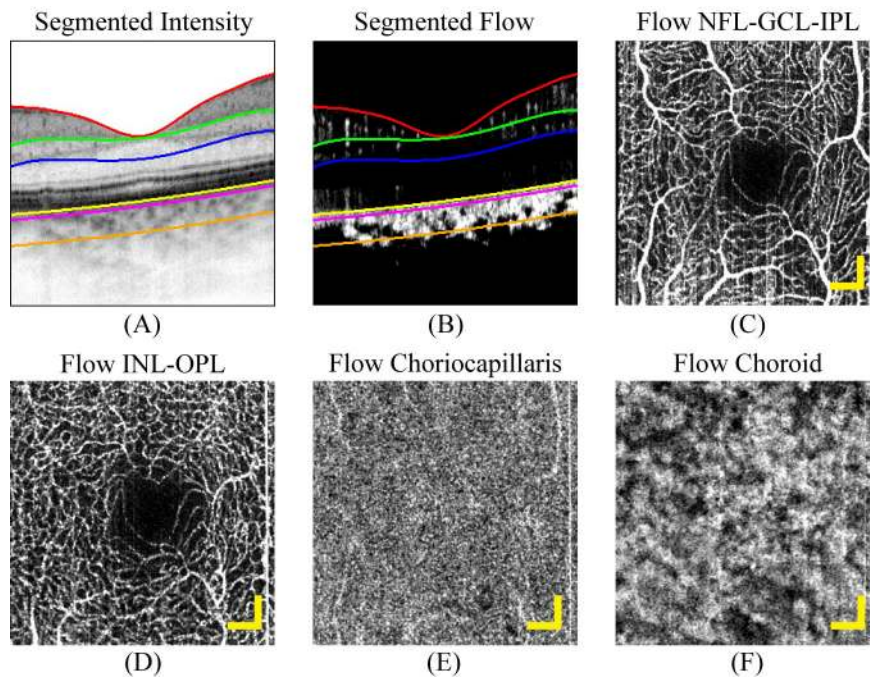 Segmented Intensity
Segmented Flow
Flow NFL-GCL-IPL
(A)
(B)
(C)
Flow INL-OPL
Flow Choriocapillaris
Flow Choroid
(D)
(E)
(F)